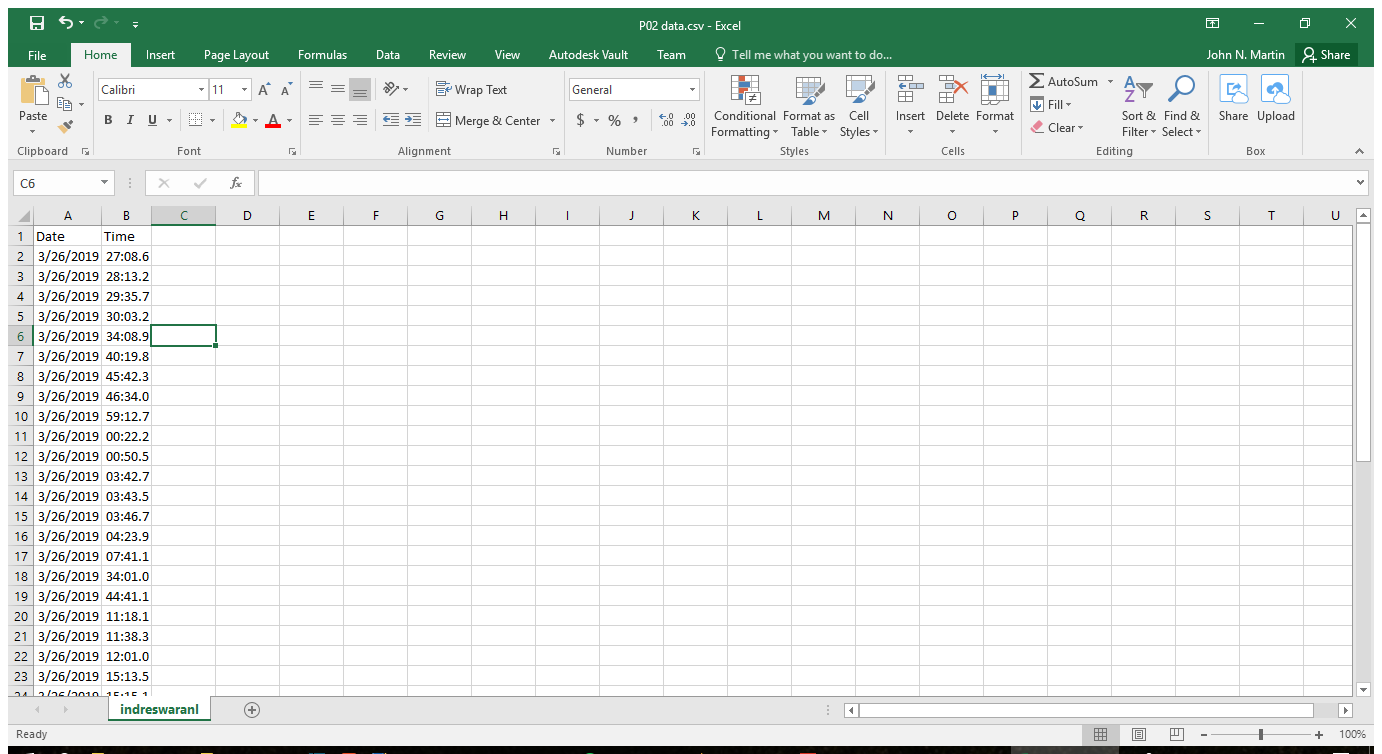 P02 data.csv - Excel
File Home Insert Page Layout Formulas Data Review View Autodesk Vault Team Tell me what you want to do... John N. Martin Share
Paste
Calibri 11
B I U A
Wrap Text
Merge & Center
General
$ % ,
Conditional Formatting
Format as Table
Cell Styles
Insert Delete Format
AutoSum
Fill
Clear
Sort & Filter
Find & Select
Share Upload
Clipboard Font Alignment Number Styles Cells Editing Box
C6 fx
A B C D E F G H I J K L M N O P Q R S T U
1 Date Time
2 3/26/2019 27:08.6
3 3/26/2019 28:13.2
4 3/26/2019 29:35.7
5 3/26/2019 30:03.2
6 3/26/2019 34:08.9
7 3/26/2019 40:19.8
8 3/26/2019 45:42.3
9 3/26/2019 46:34.0
10 3/26/2019 59:12.7
11 3/26/2019 00:22.2
12 3/26/2019 00:50.5
13 3/26/2019 03:42.7
14 3/26/2019 03:43.5
15 3/26/2019 03:46.7
16 3/26/2019 04:23.9
17 3/26/2019 07:41.1
18 3/26/2019 34:01.0
19 3/26/2019 44:41.1
20 3/26/2019 11:18.1
21 3/26/2019 11:38.3
22 3/26/2019 12:01.0
23 3/26/2019 15:13.5
24 3/26/2019 15:15.1
indreswaranl
Ready 100%